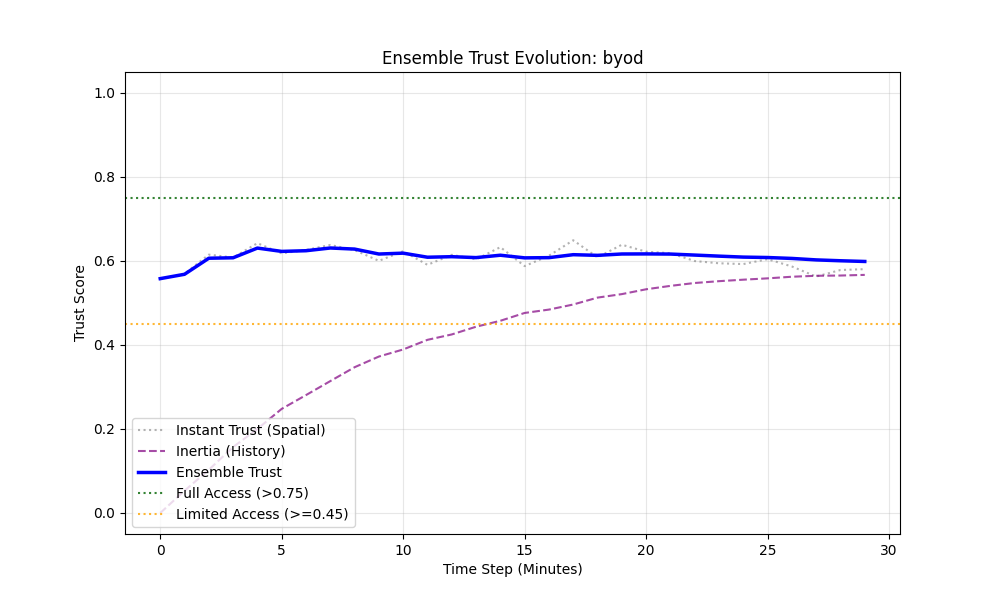 Ensemble Trust Evolution: byod
1.0
0.8
0.6
0.4
0.2
0.0
Trust Score
Instant Trust (Spatial)
Inertia (History)
Ensemble Trust
Full Access (>0.75)
Limited Access (>=0.45)
0 5 10 15 20 25 30
Time Step (Minutes)